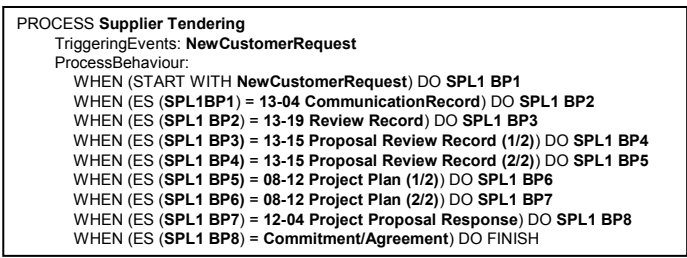 PROCESS Supplier Tendering
TriggeringEvents: NewCustomerRequest
ProcessBehaviour:
WHEN (START WITH NewCustomerRequest) DO SPL1 BP1
WHEN (ES (SPL1BP1) = 13-04 CommunicationRecord) DO SPL1 BP2
WHEN (ES (SPL1 BP2) = 13-19 Review Record) DO SPL1 BP3
WHEN (ES (SPL1 BP3) = 13-15 Proposal Review Record (1/2)) DO SPL1 BP4
WHEN (ES (SPL1 BP4) = 13-15 Proposal Review Record (2/2)) DO SPL1 BP5
WHEN (ES (SPL1 BP5) = 08-12 Project Plan (1/2)) DO SPL1 BP6
WHEN (ES (SPL1 BP6) = 08-12 Project Plan (2/2)) DO SPL1 BP7
WHEN (ES (SPL1 BP7) = 12-04 Project Proposal Response) DO SPL1 BP8
WHEN (ES (SPL1 BP8) = Commitment/Agreement) DO FINISH